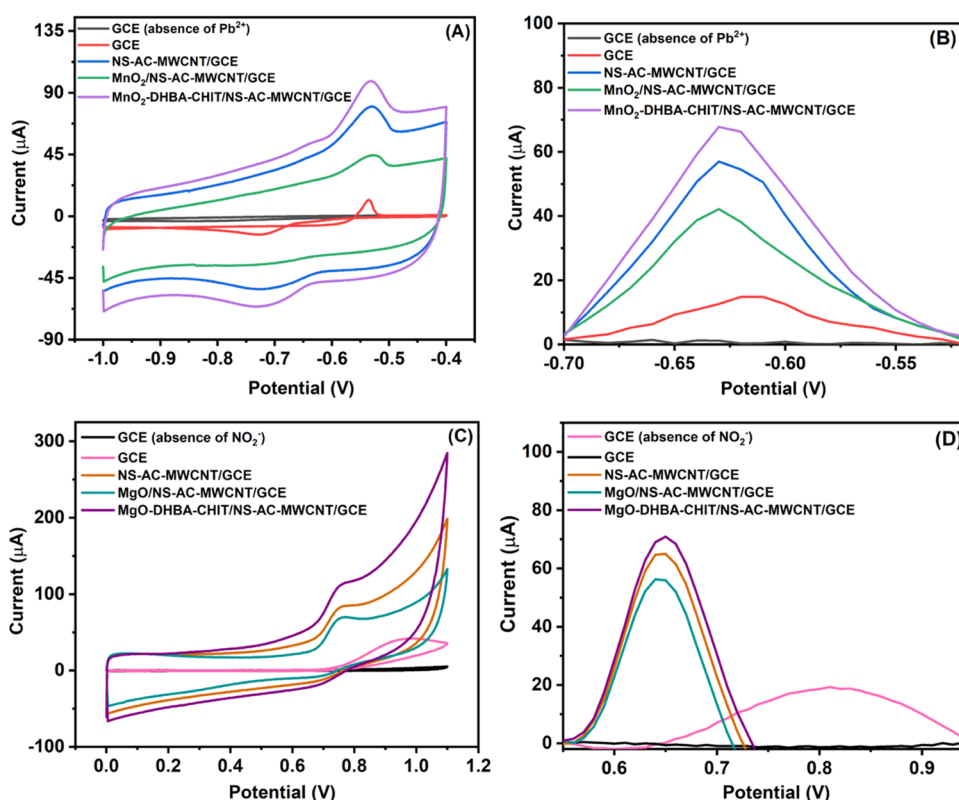 (A)
GCE (absence of Pb²⁺)
GCE
NS-AC-MWCNT/GCE
MnO₂/NS-AC-MWCNT/GCE
MnO₂-DHBA-CHIT/NS-AC-MWCNT/GCE
135
90
45
0
-45
-90
Current (µA)
-1.0 -0.9 -0.8 -0.7 -0.6 -0.5 -0.4
Potential (V)
(B)
GCE (absence of Pb²⁺)
GCE
NS-AC-MWCNT/GCE
MnO₂/NS-AC-MWCNT/GCE
MnO₂-DHBA-CHIT/NS-AC-MWCNT/GCE
100
80
60
40
20
0
Current (µA)
-0.70 -0.65 -0.60 -0.55
Potential (V)
(C)
GCE (absence of NO₂⁻)
GCE
NS-AC-MWCNT/GCE
MgO/NS-AC-MWCNT/GCE
MgO-DHBA-CHIT/NS-AC-MWCNT/GCE
300
200
100
0
-100
Current (µA)
0.0 0.2 0.4 0.6 0.8 1.0 1.2
Potential (V)
(D)
GCE (absence of NO₂⁻)
GCE
NS-AC-MWCNT/GCE
MgO/NS-AC-MWCNT/GCE
MgO-DHBA-CHIT/NS-AC-MWCNT/GCE
100
80
60
40
20
0
Current (µA)
0.6 0.7 0.8 0.9
Potential (V)